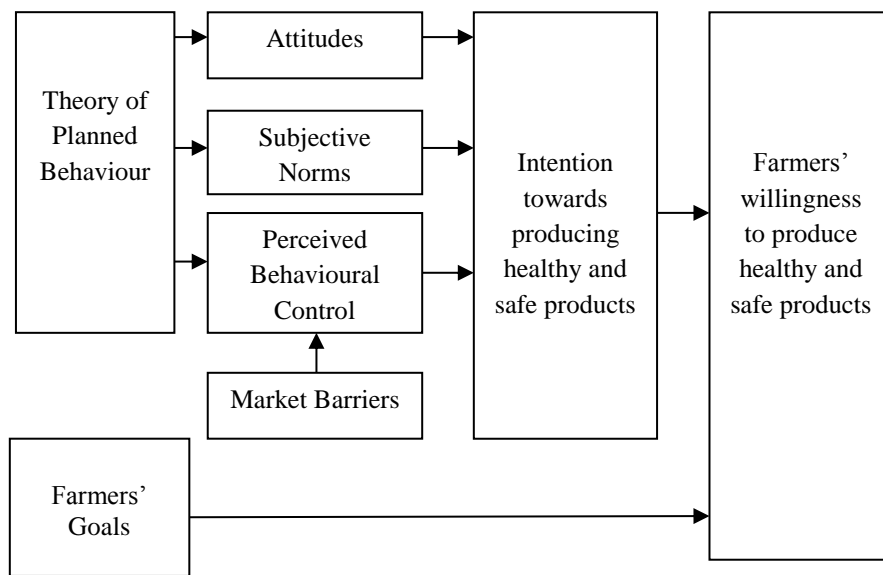 Theory of
Planned
Behaviour
Attitudes
Subjective
Norms
Perceived
Behavioural
Control
Market Barriers
Intention
towards
producing
healthy and
safe products
Farmers’
willingness
to produce
healthy and
safe products
Farmers’
Goals